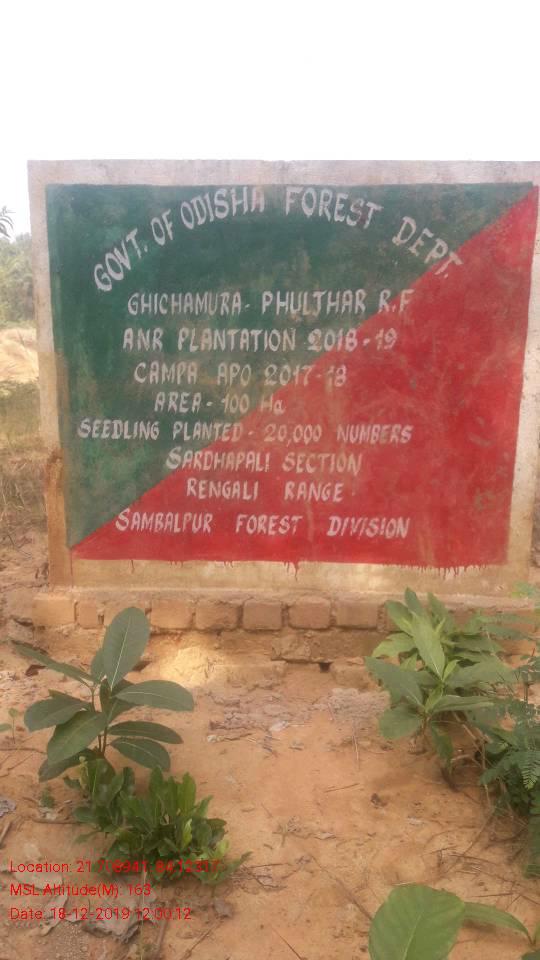 GOVT. OF ODISHA FOREST DEPT.
GHICHAMURA- PHULJHAR R.F
ANR PLANTATION 2018-19
CAMPA APO 2017-18
AREA- 100 Ha
SEEDLING PLANTED- 20,000 NUMBERS
SARDHAPALI SECTION
RENGALI RANGE
SAMBALPUR FOREST DIVISION
Location:
MSL Altitude(M): 163
Date: 18-12-2019 12:00:12